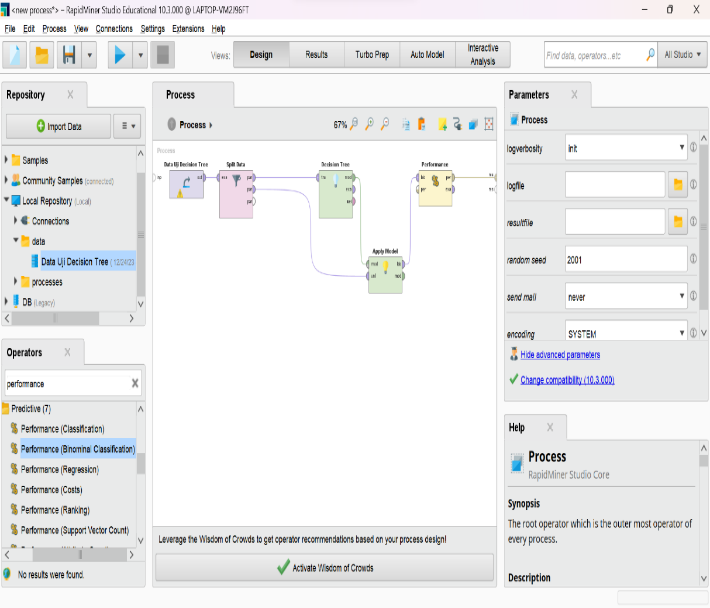 <new process*> – RapidMiner Studio Educational 10.3.000 @ LAPTOP-VM2J96FT
File Edit Process View Connections Settings Extensions Help
Views: Design Results Turbo Prep Auto Model Interactive Analysis
Find data, operators...etc All Studio
Repository
Import Data
Samples
Community Samples (connected)
Local Repository (Local)
Connections
data
Data Uji Decision Tree (12/24/23
processes
DB (Legacy)
Operators
performance
Predictive (7)
Performance (Classification)
Performance (Binominal Classification)
Performance (Regression)
Performance (Costs)
Performance (Ranking)
Performance (Support Vector Count)
No results were found.
Process
Process
67%
Process
Data Uji Decision Tree
Split Data
Decision Tree
Performance
Apply Model
Leverage the Wisdom of Crowds to get operator recommendations based on your process design!
Activate Wisdom of Crowds
Parameters
Process
logverbosity init
logfile
resultfile
random seed 2001
send mail never
encoding SYSTEM
Hide advanced parameters
Change compatibility (10.3.000)
Help
Process
RapidMiner Studio Core
Synopsis
The root operator which is the outer most operator of
every process.
Description